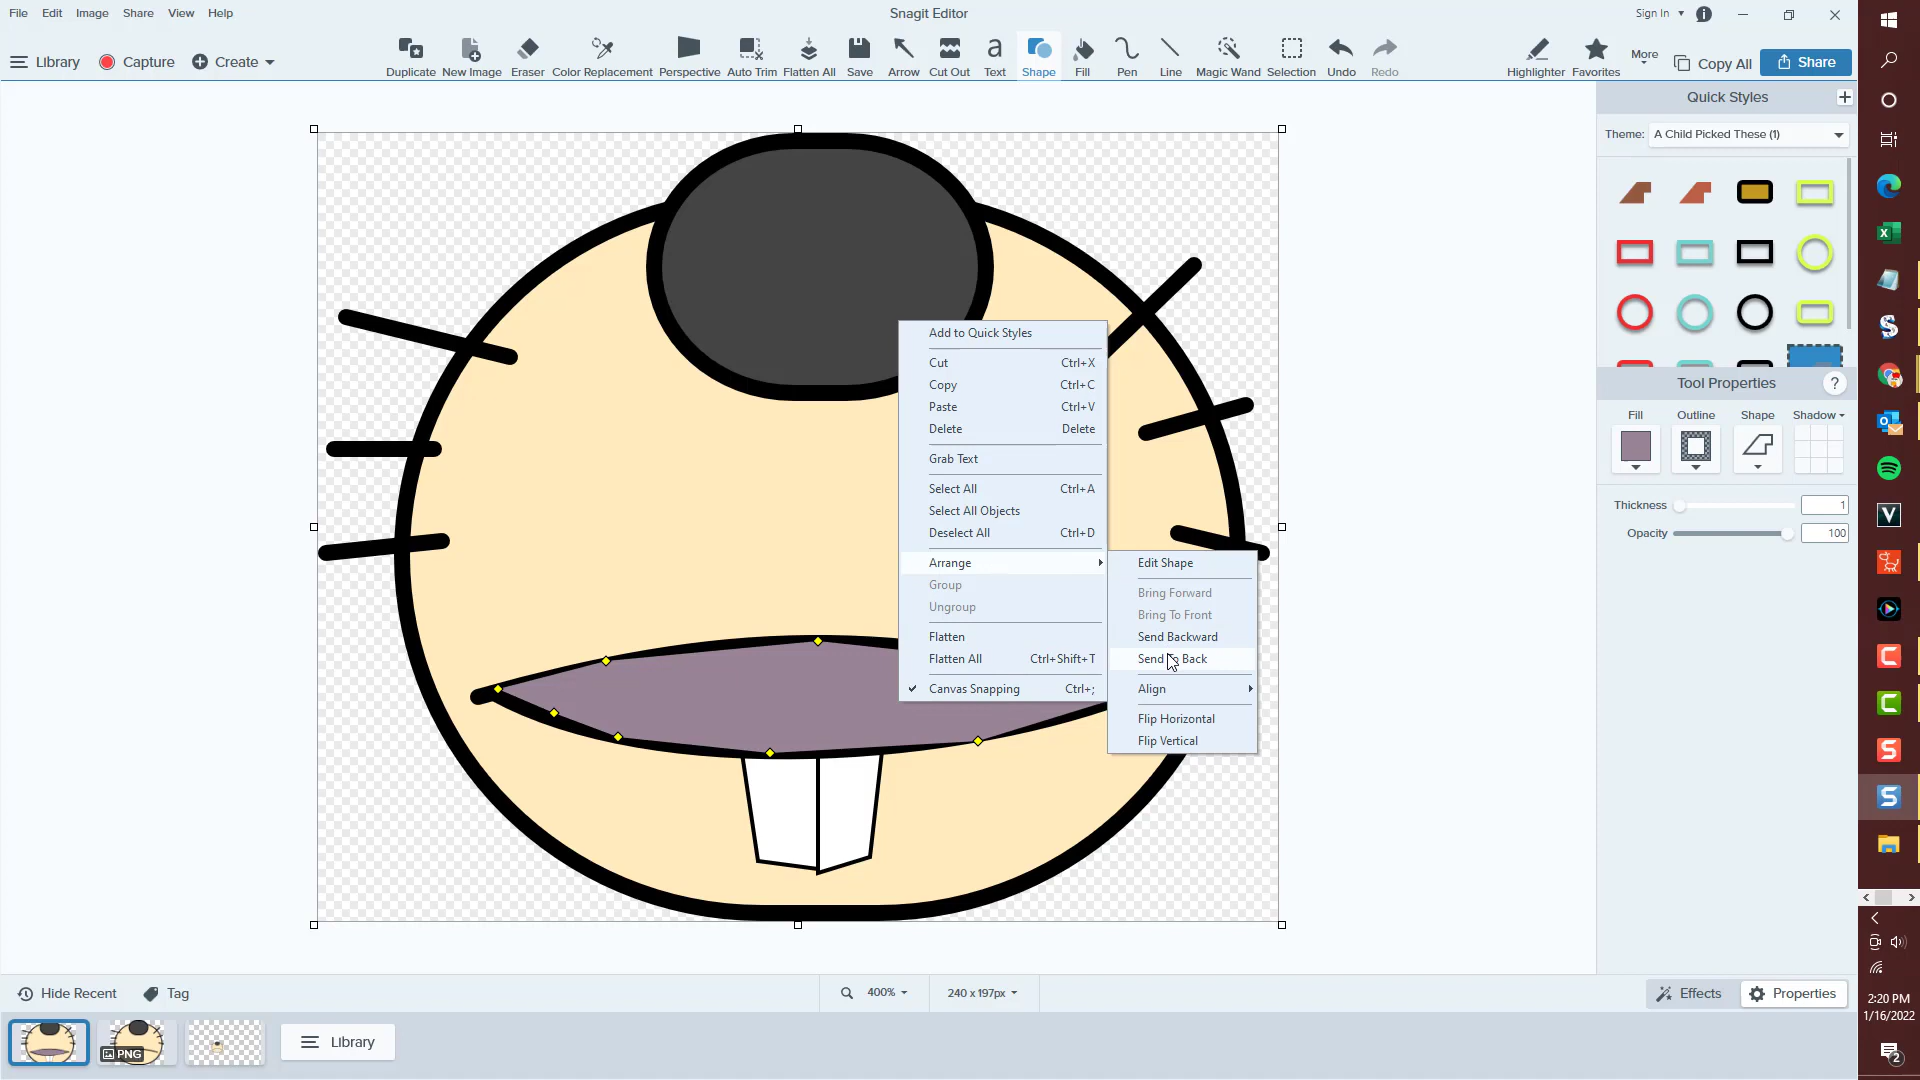 File Edit Image Share View Help
Snagit Editor
Sign In
Library Capture Create
Duplicate New Image Eraser Color Replacement Perspective Auto Trim Flatten All Save Arrow Cut Out Text Shape Fill Pen Line Magic Wand Selection Undo Redo
Highlighter Favorites More Copy All Share
Quick Styles
Theme: A Child Picked These (1)
Add to Quick Styles
Cut Ctrl+X
Copy Ctrl+C
Paste Ctrl+V
Delete Delete
Grab Text
Select All Ctrl+A
Select All Objects
Deselect All Ctrl+D
Arrange
Group
Ungroup
Flatten
Flatten All Ctrl+Shift+T
Canvas Snapping Ctrl+;
Edit Shape
Bring Forward
Bring To Front
Send Backward
Send To Back
Align
Flip Horizontal
Flip Vertical
Tool Properties ?
Fill Outline Shape Shadow
Thickness 1
Opacity 100
Hide Recent Tag
400% 240 x 197px
Effects Properties
PNG
Library
2:20 PM
1/16/2022
2